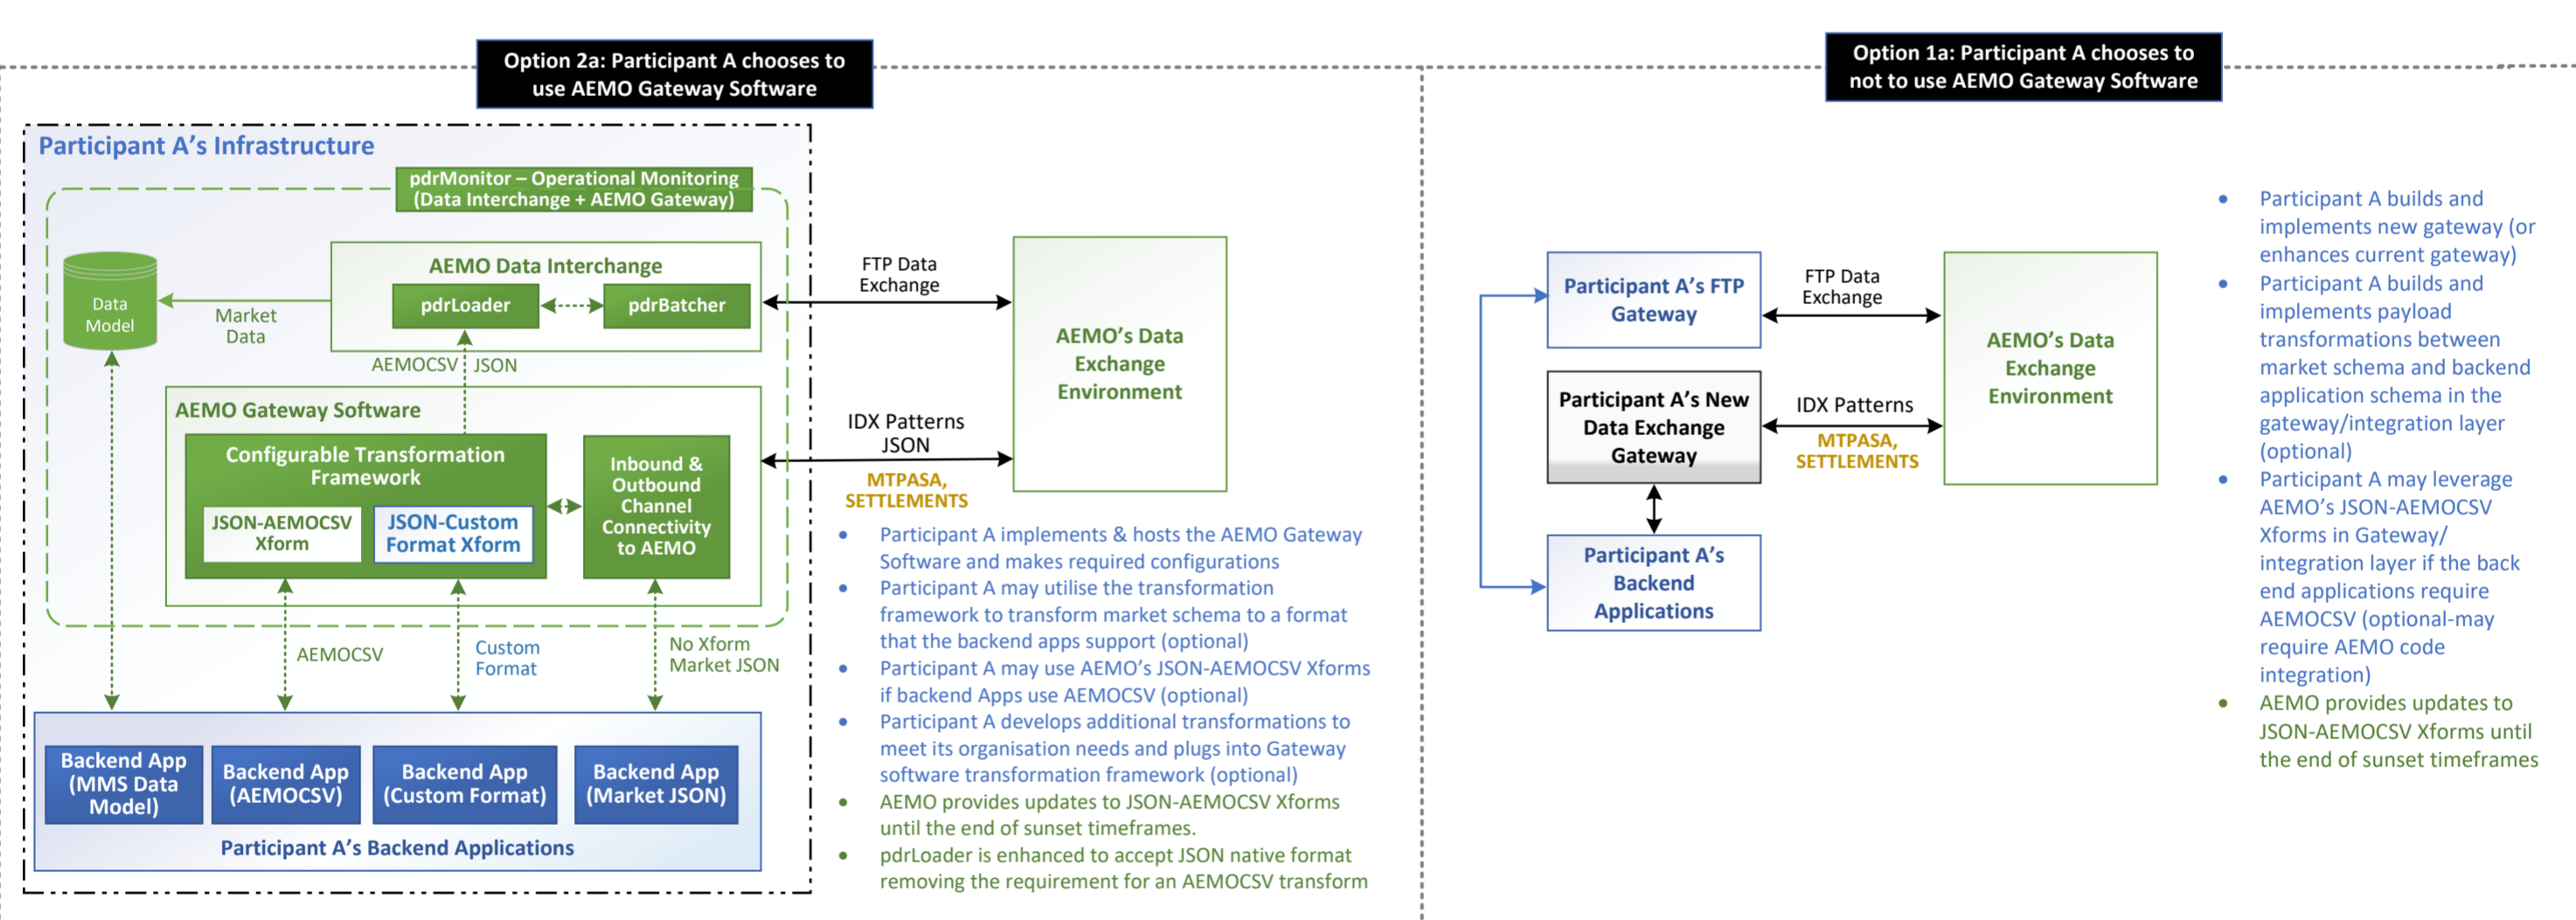 Option 2a: Participant A chooses to
use AEMO Gateway Software
Participant A's Infrastructure
pdrMonitor – Operational Monitoring
(Data Interchange + AEMO Gateway)
AEMO Data Interchange
pdrLoader
pdrBatcher
Data
Model
Market
Data
AEMOCSV
JSON
AEMO Gateway Software
Configurable Transformation
Framework
JSON-AEMOCSV
Xform
JSON-Custom
Format Xform
Inbound &
Outbound
Channel
Connectivity
to AEMO
AEMOCSV
Custom
Format
No Xform
Market JSON
Backend App
(MMS Data
Model)
Backend App
(AEMOCSV)
Backend App
(Custom Format)
Backend App
(Market JSON)
Participant A's Backend Applications
FTP Data
Exchange
IDX Patterns
JSON
MTPASA,
SETTLEMENTS
AEMO's Data
Exchange
Environment
• Participant A implements & hosts the AEMO Gateway
Software and makes required configurations
• Participant A may utilise the transformation
framework to transform market schema to a format
that the backend apps support (optional)
• Participant A may use AEMO's JSON-AEMOCSV Xforms
if backend Apps use AEMOCSV (optional)
• Participant A develops additional transformations to
meet its organisation needs and plugs into Gateway
software transformation framework (optional)
• AEMO provides updates to JSON-AEMOCSV Xforms
until the end of sunset timeframes.
• pdrLoader is enhanced to accept JSON native format
removing the requirement for an AEMOCSV transform
Option 1a: Participant A chooses to
not to use AEMO Gateway Software
Participant A's FTP
Gateway
FTP Data
Exchange
Participant A's New
Data Exchange
Gateway
IDX Patterns
MTPASA,
SETTLEMENTS
AEMO's Data
Exchange
Environment
Participant A's
Backend
Applications
• Participant A builds and
implements new gateway (or
enhances current gateway)
• Participant A builds and
implements payload
transformations between
market schema and backend
application schema in the
gateway/integration layer
(optional)
• Participant A may leverage
AEMO's JSON-AEMOCSV
Xforms in Gateway/
integration layer if the back
end applications require
AEMOCSV (optional-may
require AEMO code
integration)
• AEMO provides updates to
JSON-AEMOCSV Xforms until
the end of sunset timeframes